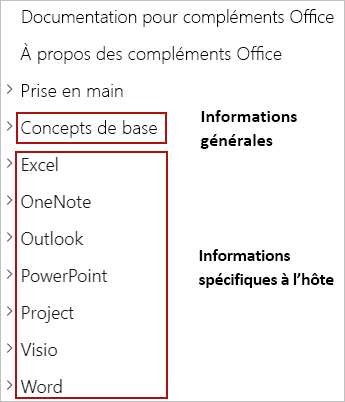 Documentation pour compléments Office
À propos des compléments Office
Prise en main
Concepts de base
Informations
générales
Excel
OneNote
Outlook
PowerPoint
Informations
spécifiques à l’hôte
Project
Visio
Word